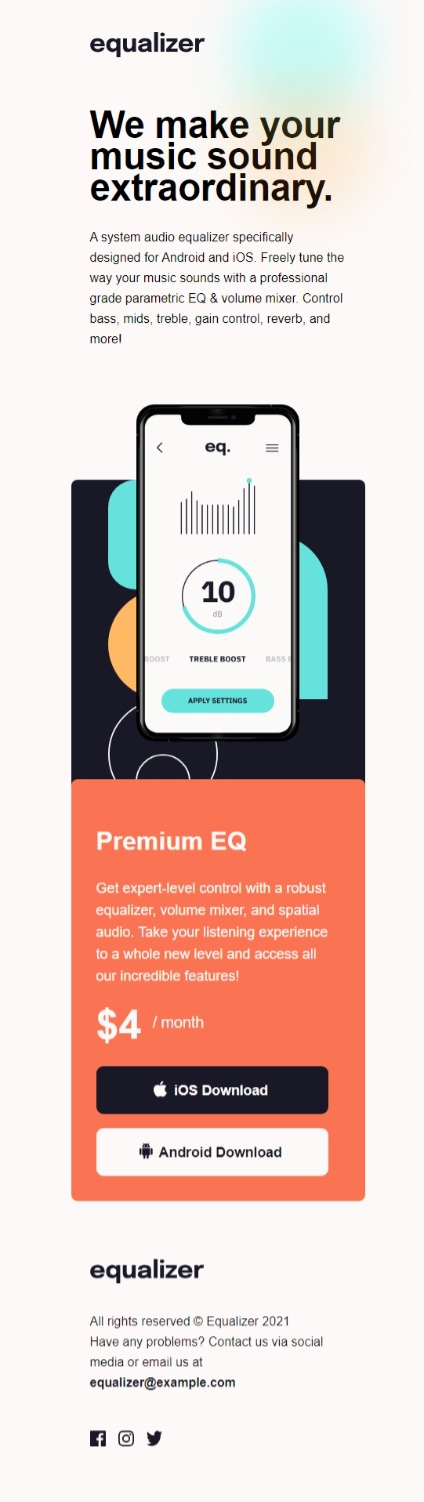 equalizer
We make your
music sound
extraordinary.
A system audio equalizer specifically
designed for Android and iOS. Freely tune the
way your music sounds with a professional
grade parametric EQ & volume mixer. Control
bass, mids, treble, gain control, reverb, and
more!
eq.
10
dB
BOOST TREBLE BOOST BASS
APPLY SETTINGS
Premium EQ
Get expert-level control with a robust
equalizer, volume mixer, and spatial
audio. Take your listening experience
to a whole new level and access all
our incredible features!
$4 / month
iOS Download
Android Download
equalizer
All rights reserved © Equalizer 2021
Have any problems? Contact us via social
media or email us at
equalizer@example.com